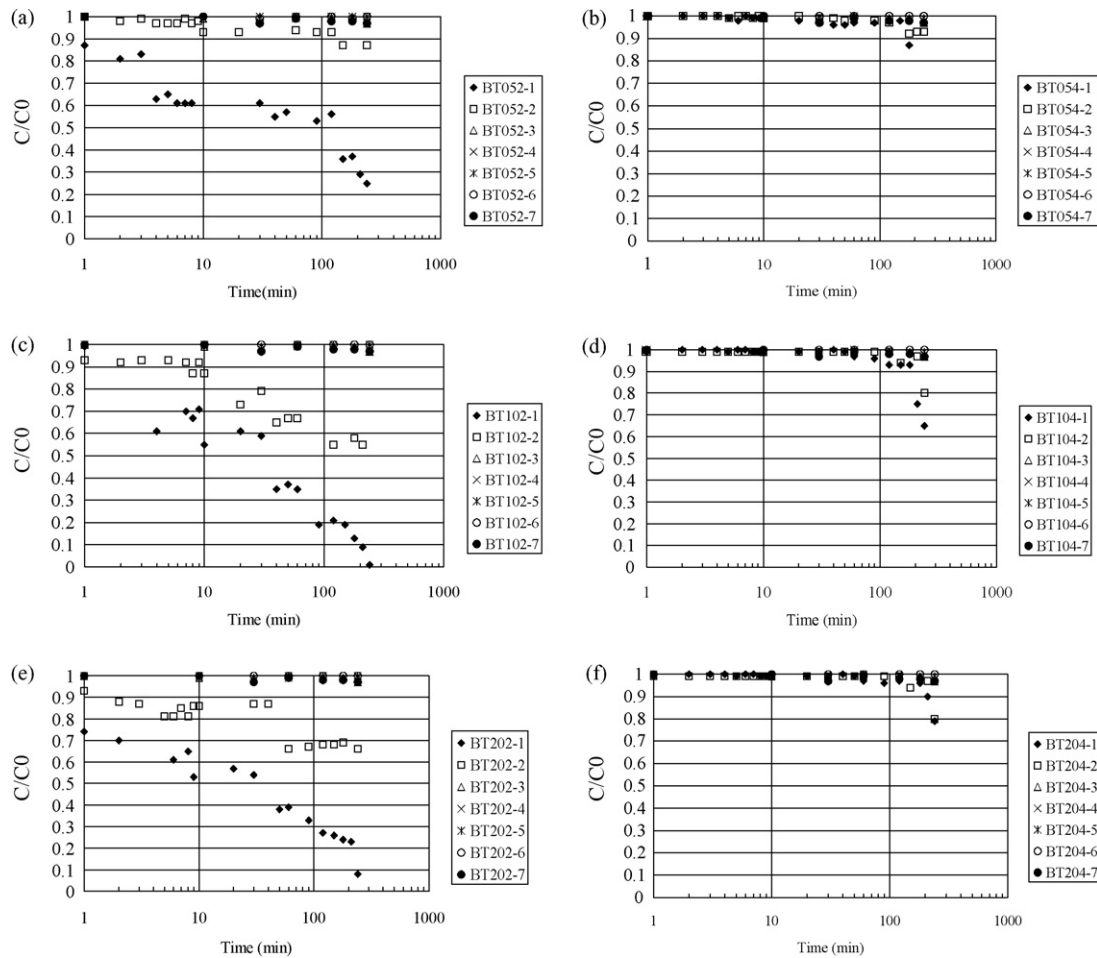 (a)
C/C0
1
0.9
0.8
0.7
0.6
0.5
0.4
0.3
0.2
0.1
0
1 10 100 1000
Time(min)
BT052-1
BT052-2
BT052-3
BT052-4
BT052-5
BT052-6
BT052-7
(b)
C/C0
1
0.9
0.8
0.7
0.6
0.5
0.4
0.3
0.2
0.1
0
1 10 100 1000
Time (min)
BT054-1
BT054-2
BT054-3
BT054-4
BT054-5
BT054-6
BT054-7
(c)
C/C0
1
0.9
0.8
0.7
0.6
0.5
0.4
0.3
0.2
0.1
0
1 10 100 1000
Time (min)
BT102-1
BT102-2
BT102-3
BT102-4
BT102-5
BT102-6
BT102-7
(d)
C/C0
1
0.9
0.8
0.7
0.6
0.5
0.4
0.3
0.2
0.1
0
1 10 100 1000
Time (min)
BT104-1
BT104-2
BT104-3
BT104-4
BT104-5
BT104-6
BT104-7
(e)
C/C0
1
0.9
0.8
0.7
0.6
0.5
0.4
0.3
0.2
0.1
0
1 10 100 1000
Time (min)
BT202-1
BT202-2
BT202-3
BT202-4
BT202-5
BT202-6
BT202-7
(f)
C/C0
1
0.9
0.8
0.7
0.6
0.5
0.4
0.3
0.2
0.1
0
1 10 100 1000
Time (min)
BT204-1
BT204-2
BT204-3
BT204-4
BT204-5
BT204-6
BT204-7